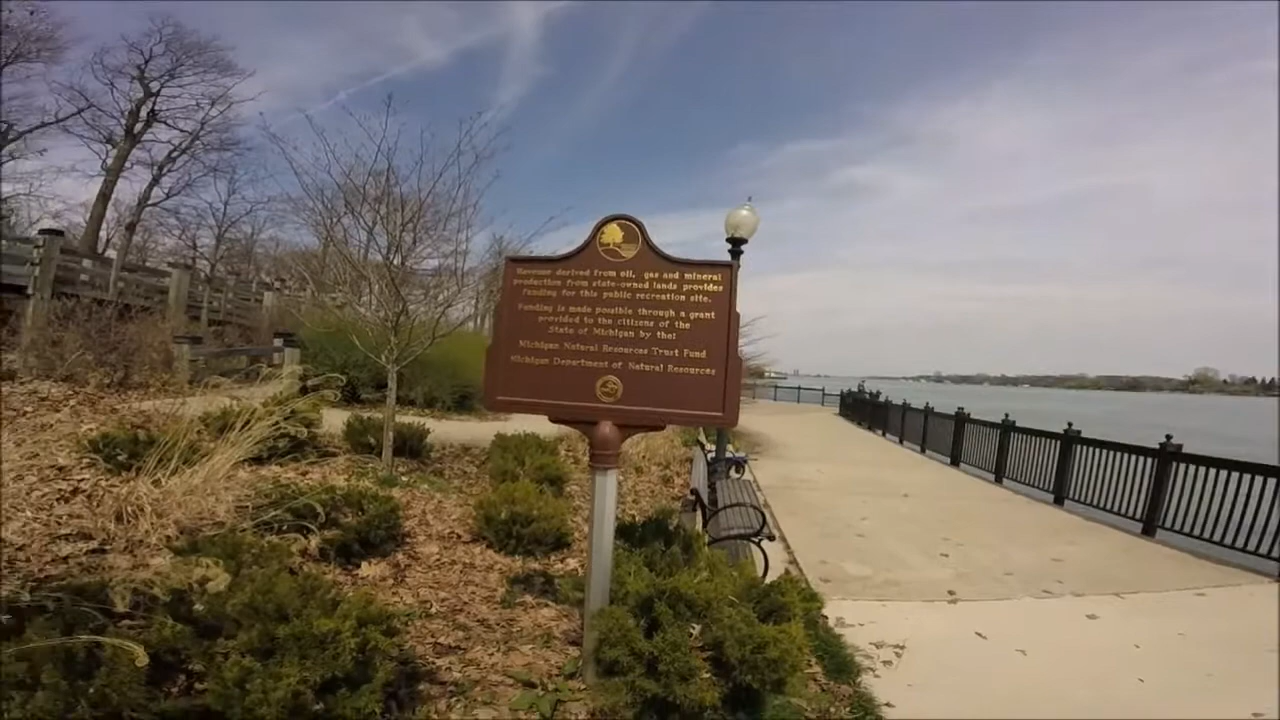 Revenue derived from oil, gas and mineral
production from state-owned lands provides
funding for this public recreation site.
Funding is made possible through a grant
provided to the citizens of the
State of Michigan by the:
Michigan Natural Resources Trust Fund
Michigan Department of Natural Resources